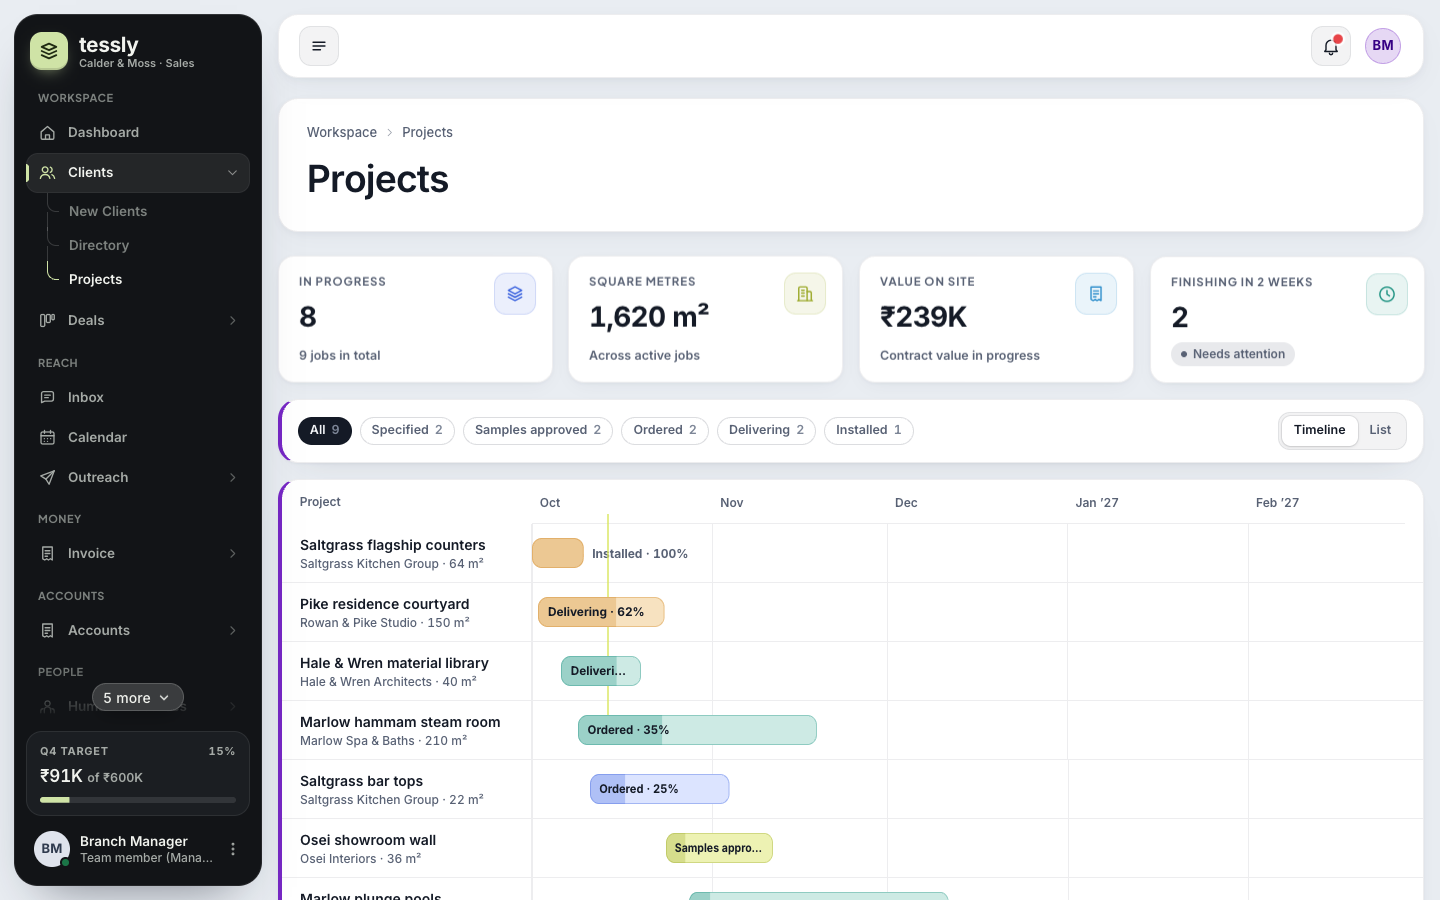 tessly
Calder & Moss · Sales
WORKSPACE
Dashboard
Clients
New Clients
Directory
Projects
Deals
REACH
Inbox
Calendar
Outreach
MONEY
Invoice
ACCOUNTS
Accounts
PEOPLE
5 more
Q4 TARGET 15%
₹91K of ₹600K
BM
Branch Manager
Team member (Mana...
BM
Workspace > Projects
Projects
IN PROGRESS
8
9 jobs in total
SQUARE METRES
1,620 m²
Across active jobs
VALUE ON SITE
₹239K
Contract value in progress
FINISHING IN 2 WEEKS
2
Needs attention
All 9 Specified 2 Samples approved 2 Ordered 2 Delivering 2 Installed 1
Timeline List
Project Oct Nov Dec Jan ’27 Feb ’27
Saltgrass flagship counters
Saltgrass Kitchen Group · 64 m²
Installed · 100%
Pike residence courtyard
Rowan & Pike Studio · 150 m²
Delivering · 62%
Hale & Wren material library
Hale & Wren Architects · 40 m²
Deliveri...
Marlow hammam steam room
Marlow Spa & Baths · 210 m²
Ordered · 35%
Saltgrass bar tops
Saltgrass Kitchen Group · 22 m²
Ordered · 25%
Osei showroom wall
Osei Interiors · 36 m²
Samples appro...
Marlow plunge pools